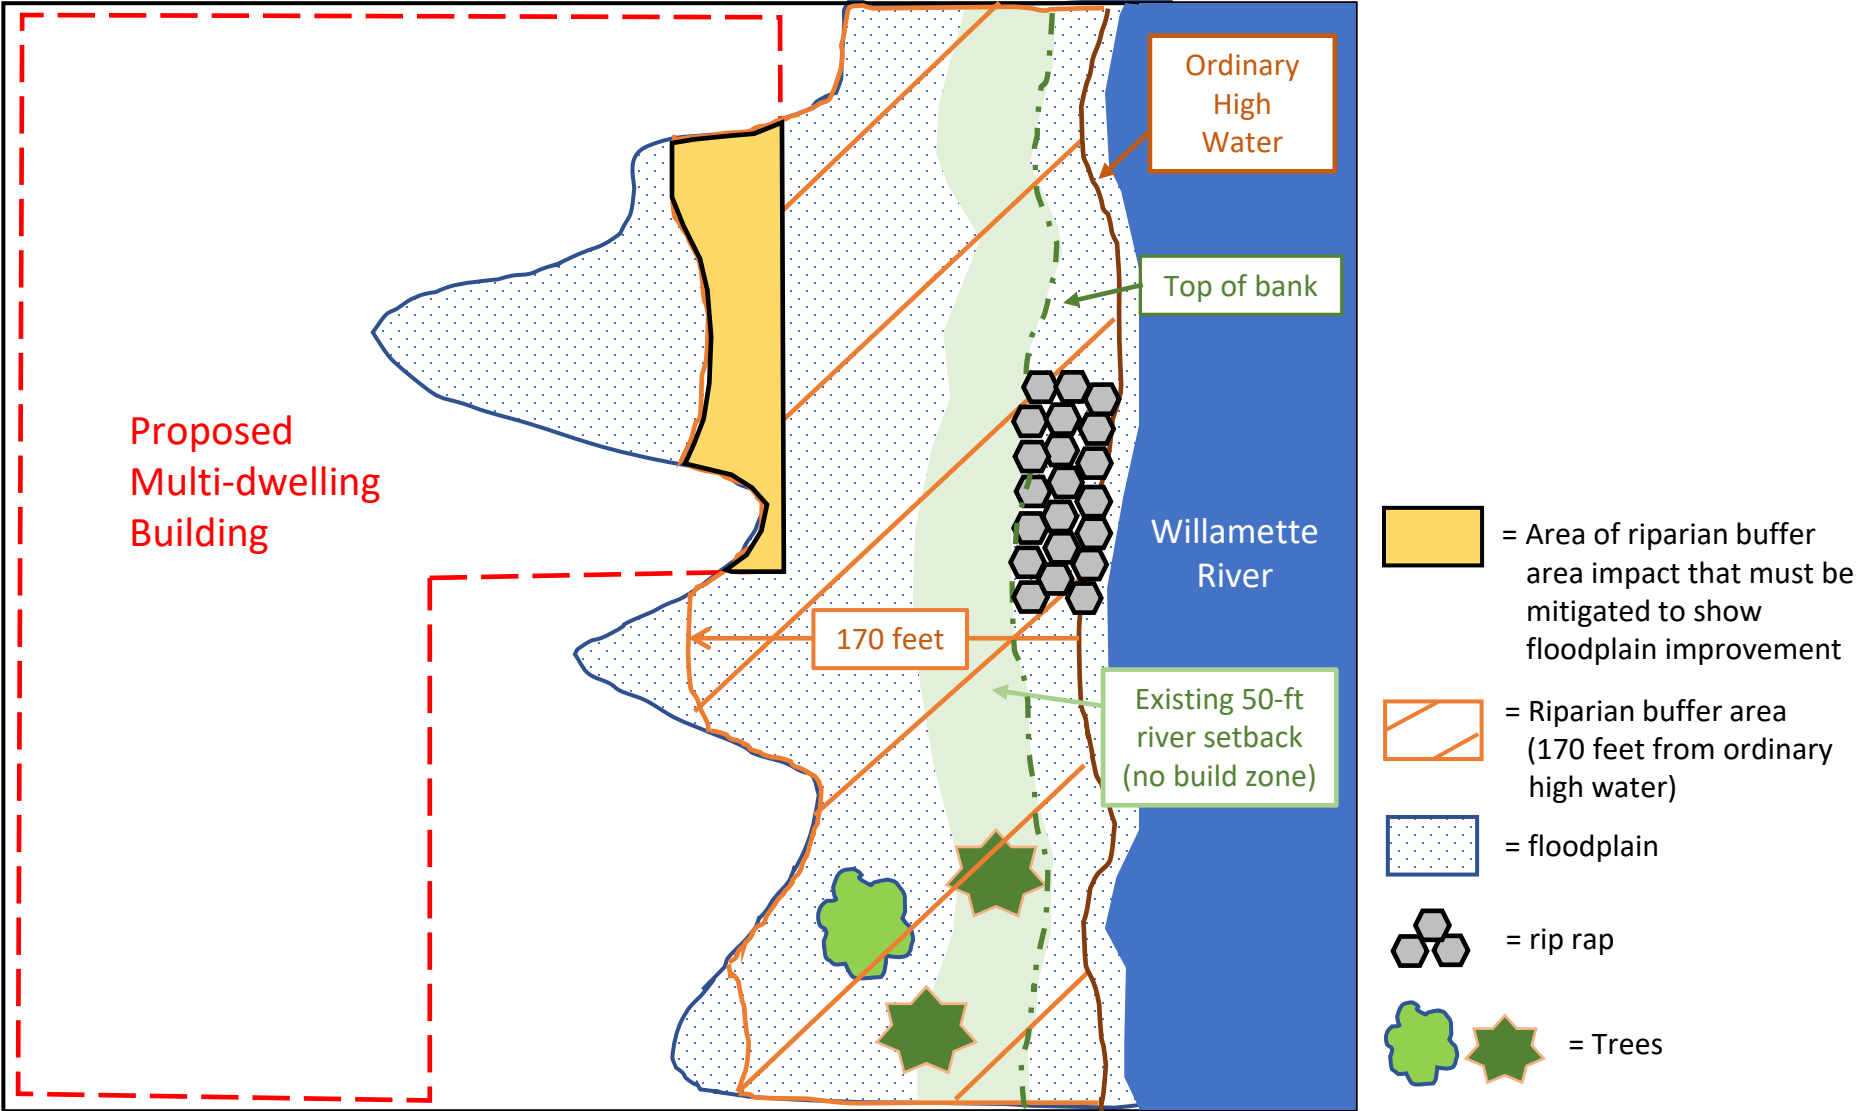 Ordinary
High
Water
Top of bank
Proposed
Multi-dwelling
Building
Willamette
River
170 feet
Existing 50-ft
river setback
(no build zone)
= Area of riparian buffer
area impact that must be
mitigated to show
floodplain improvement
= Riparian buffer area
(170 feet from ordinary
high water)
= floodplain
= rip rap
= Trees